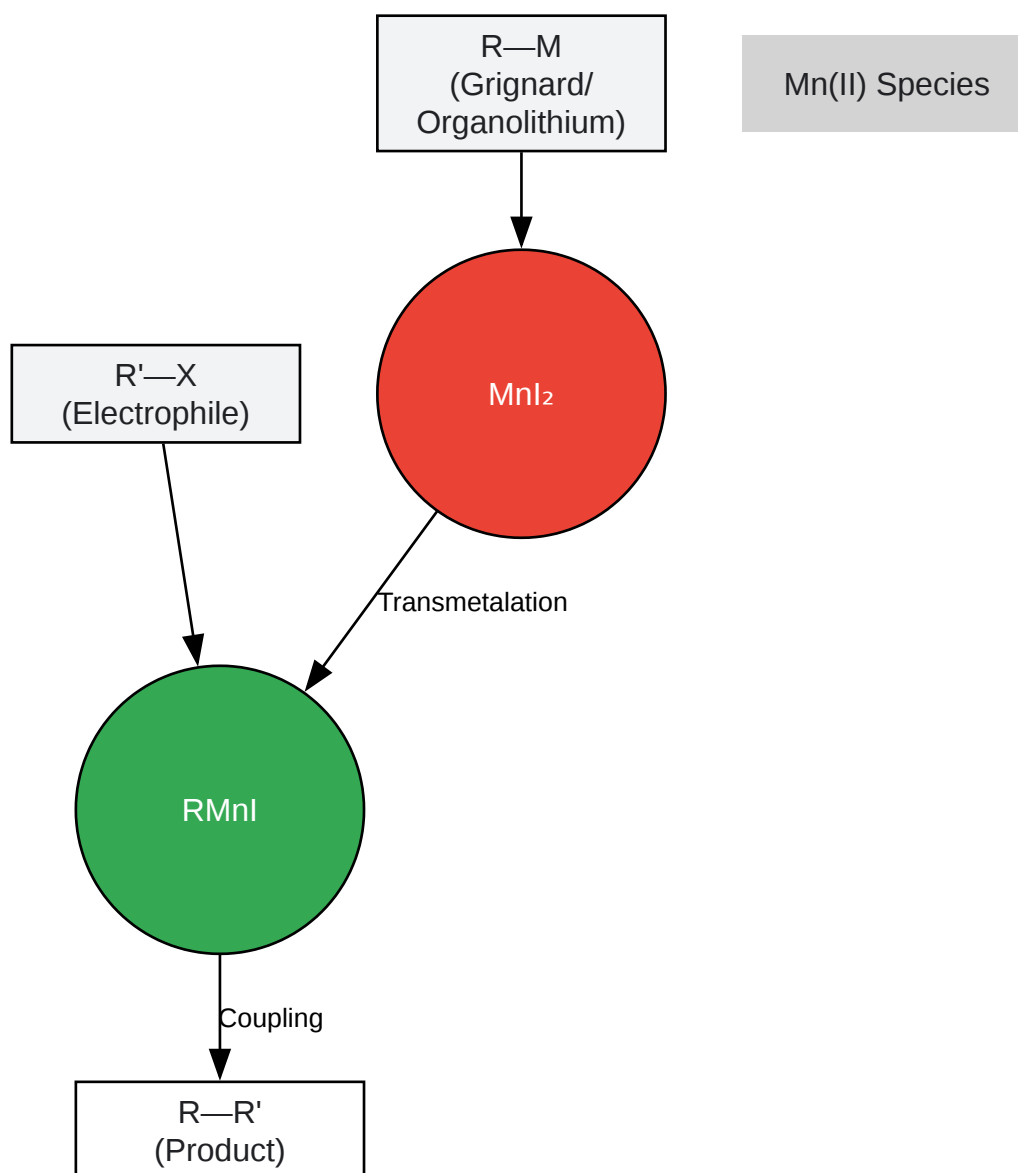 R—M
(Grignard/
Organolithium)
Mn(II) Species
R'—X
(Electrophile)
MnI₂
Transmetalation
RMnI
Coupling
R—R'
(Product)